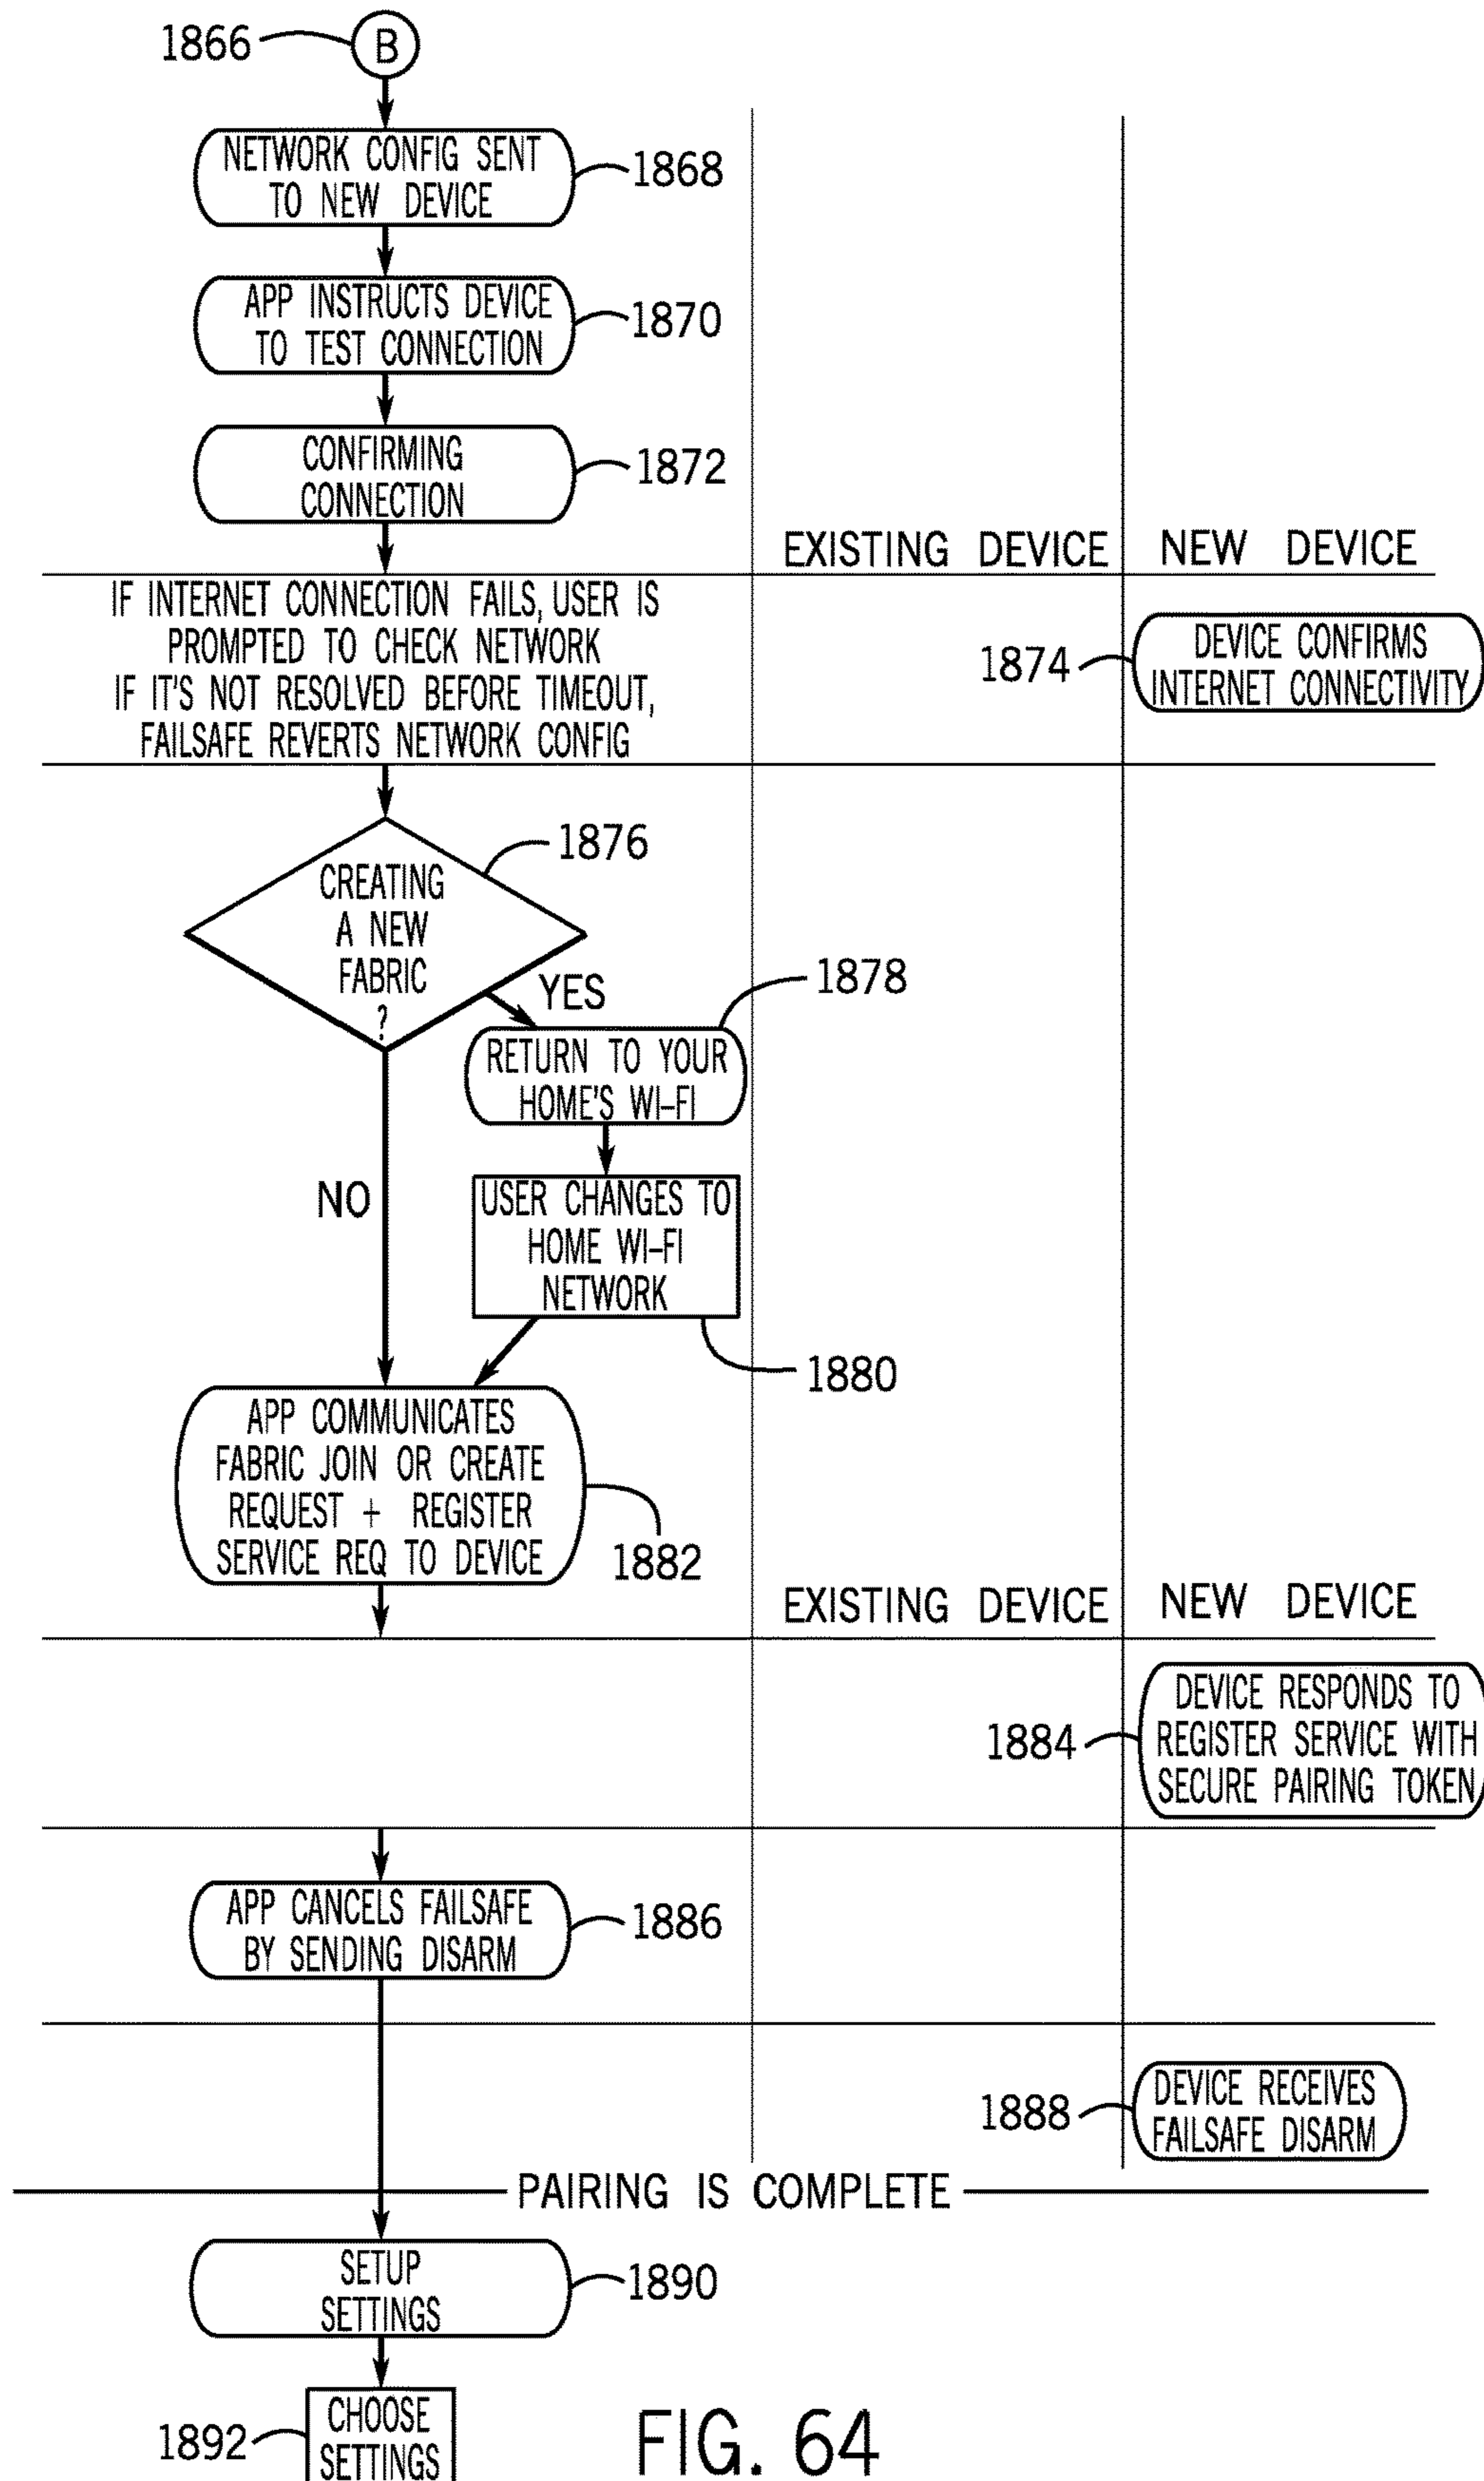 1866
B
NETWORK CONFIG SENT
TO NEW DEVICE
1868
APP INSTRUCTS DEVICE
TO TEST CONNECTION
1870
CONFIRMING
CONNECTION
1872
EXISTING DEVICE
NEW DEVICE
IF INTERNET CONNECTION FAILS, USER IS
PROMPTED TO CHECK NETWORK
IF IT'S NOT RESOLVED BEFORE TIMEOUT,
FAILSAFE REVERTS NETWORK CONFIG
1874
DEVICE CONFIRMS
INTERNET CONNECTIVITY
1876
CREATING
A NEW
FABRIC
?
YES
1878
RETURN TO YOUR
HOME'S WI-FI
NO
USER CHANGES TO
HOME WI-FI
NETWORK
1880
APP COMMUNICATES
FABRIC JOIN OR CREATE
REQUEST + REGISTER
SERVICE REQ TO DEVICE
1882
EXISTING DEVICE
NEW DEVICE
1884
DEVICE RESPONDS TO
REGISTER SERVICE WITH
SECURE PAIRING TOKEN
APP CANCELS FAILSAFE
BY SENDING DISARM
1886
1888
DEVICE RECEIVES
FAILSAFE DISARM
PAIRING IS COMPLETE
SETUP
SETTINGS
1890
1892
CHOOSE
SETTINGS
FIG. 64